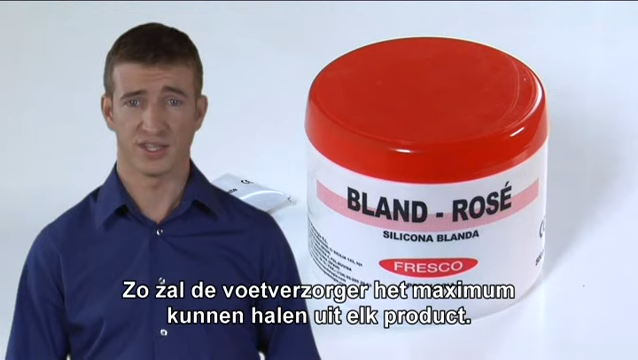 BLAND - ROSÉ
SILICONA BLANDA
FRESCO
Zo zal de voetverzorger het maximum
kunnen halen uit elk product.